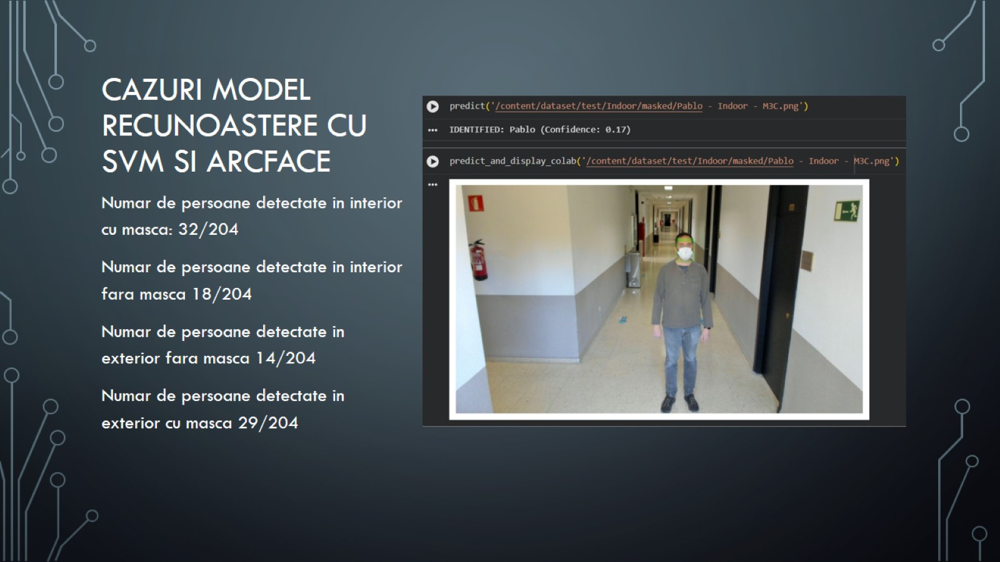 CAZURI MODEL
RECUNOASTERE CU
SVM SI ARCFACE
Numar de persoane detectate in interior
cu masca: 32/204
Numar de persoane detectate in interior
fara masca 18/204
Numar de persoane detectate in
exterior fara masca 14/204
Numar de persoane detectate in
exterior cu masca 29/204
predict('/content/dataset/test/Indoor/masked/Pablo - Indoor - M3C.png')
IDENTIFIED: Pablo (Confidence: 0.17)
predict_and_display_colab('/content/dataset/test/Indoor/masked/Pablo - Indoor - M3C.png')